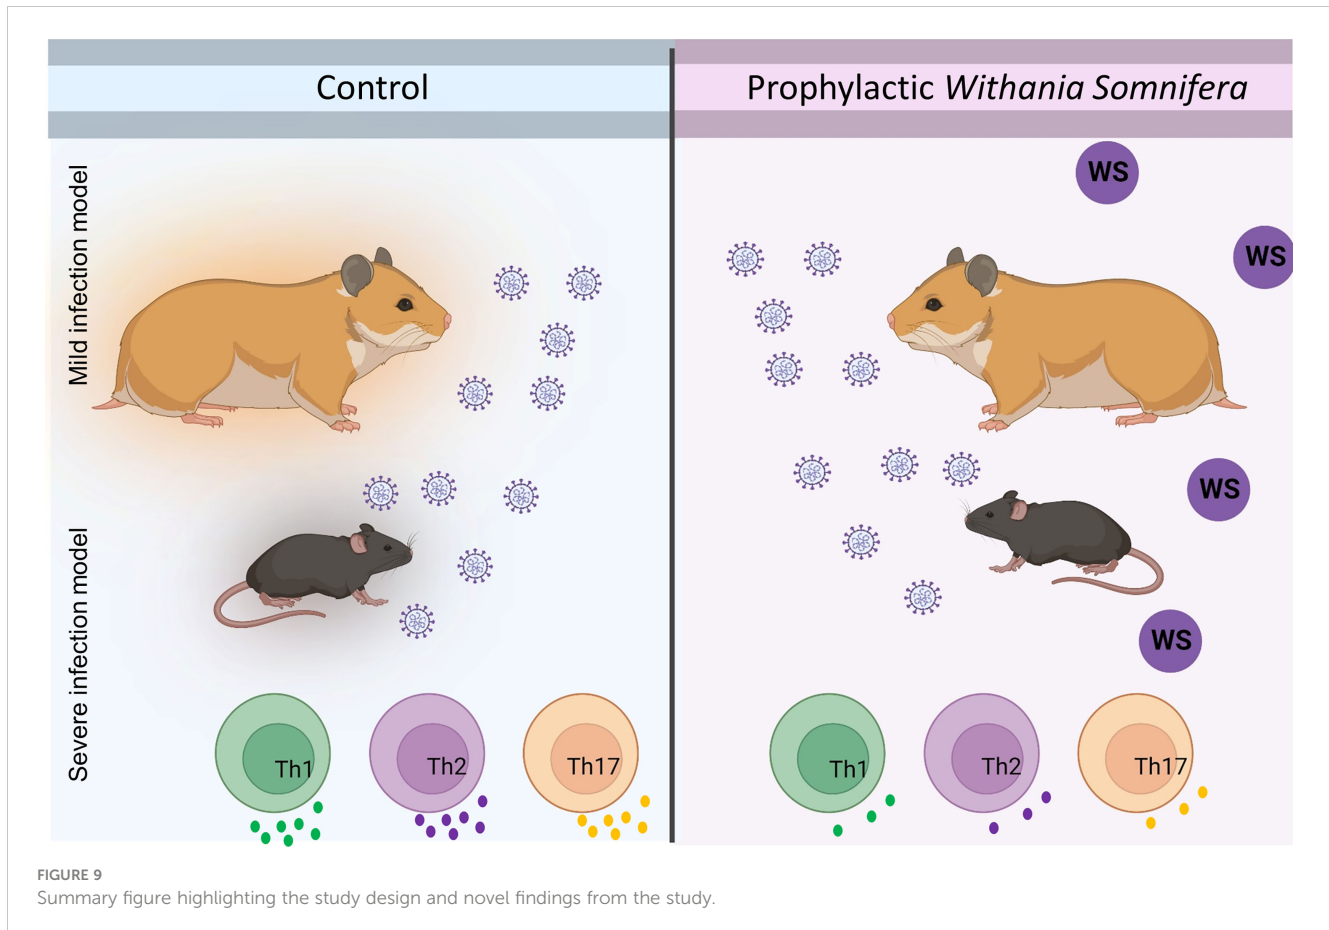 Control
Prophylactic Withania Somnifera
Mild infection model
Severe infection model
WS
WS
WS
WS
Th1
Th2
Th17
Th1
Th2
Th17
FIGURE 9
Summary figure highlighting the study design and novel findings from the study.